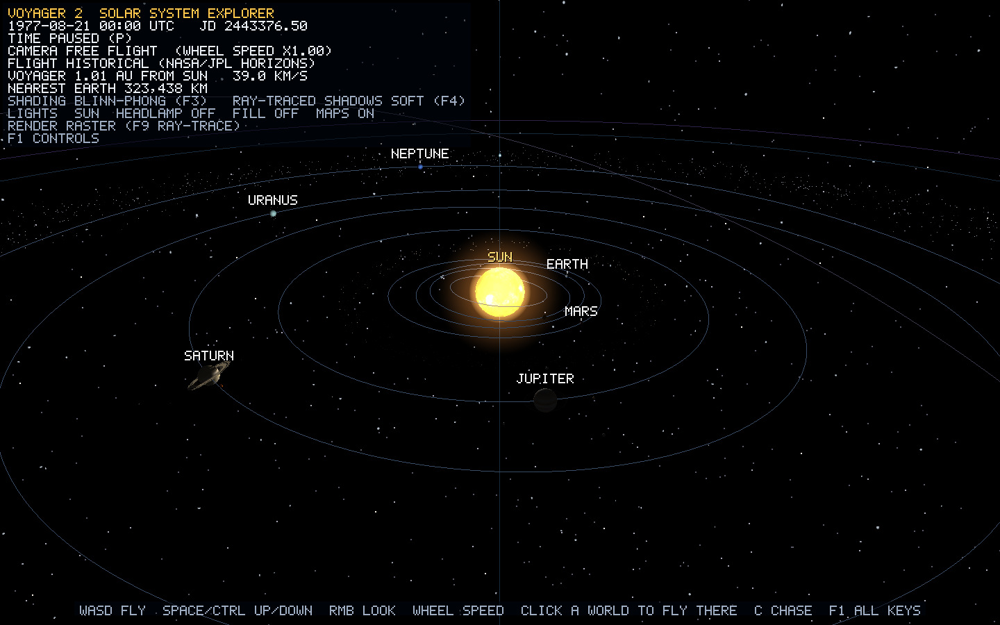 VOYAGER 2  SOLAR SYSTEM EXPLORER
1977-08-21 00:00 UTC   JD 2443376.50
TIME PAUSED (P)
CAMERA FREE FLIGHT  (WHEEL SPEED X1.00)
FLIGHT HISTORICAL (NASA/JPL HORIZONS)
VOYAGER 1.01 AU FROM SUN   39.0 KM/S
NEAREST EARTH 323,438 KM
SHADING BLINN-PHONG (F3)   RAY-TRACED SHADOWS SOFT (F4)
LIGHTS  SUN  HEADLAMP OFF  FILL OFF  MAPS ON
RENDER RASTER (F9 RAY-TRACE)
F1 CONTROLS
NEPTUNE
URANUS
SUN
EARTH
MARS
SATURN
JUPITER
WASD FLY  SPACE/CTRL UP/DOWN  RMB LOOK  WHEEL SPEED  CLICK A WORLD TO FLY THERE  C CHASE  F1 ALL KEYS